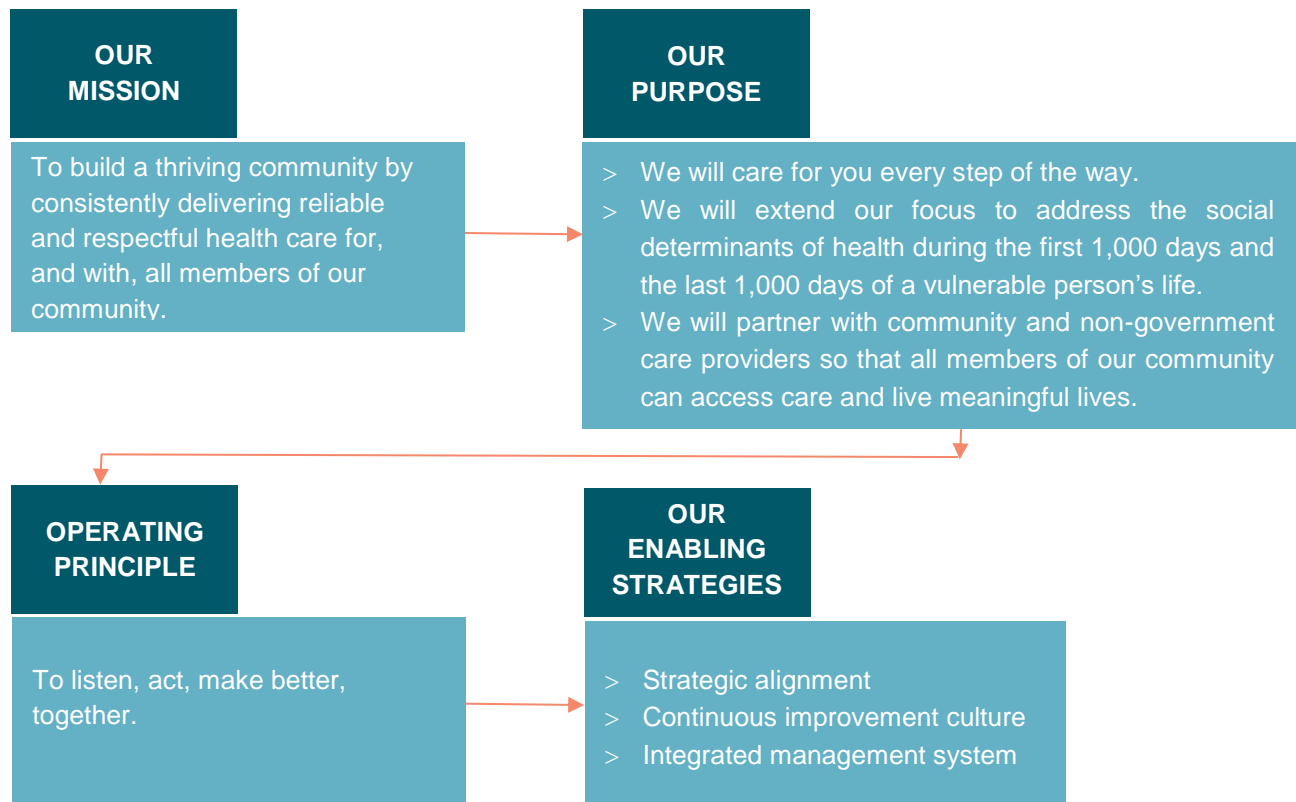 OUR
MISSION
To build a thriving community by
consistently delivering reliable
and respectful health care for,
and with, all members of our
community.
OUR
PURPOSE
> We will care for you every step of the way.
> We will extend our focus to address the social
determinants of health during the first 1,000 days and
the last 1,000 days of a vulnerable person’s life.
> We will partner with community and non-government
care providers so that all members of our community
can access care and live meaningful lives.
OPERATING
PRINCIPLE
To listen, act, make better,
together.
OUR
ENABLING
STRATEGIES
> Strategic alignment
> Continuous improvement culture
> Integrated management system